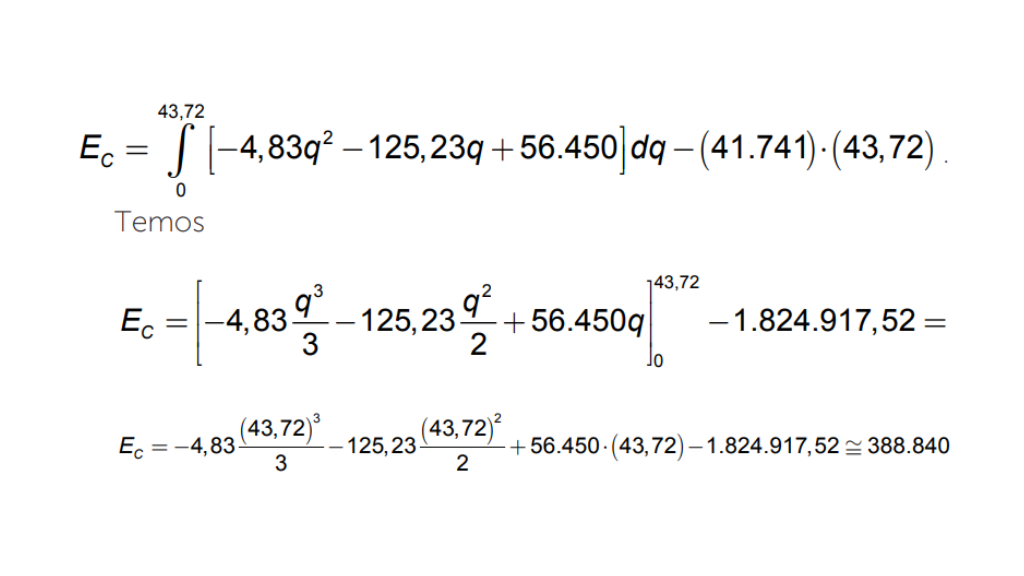 E_C = ∫_0^{43,72} [−4,83q² − 125,23q + 56.450] dq − (41.741)·(43,72) .
Temos
E_C = [−4,83 q³/3 − 125,23 q²/2 + 56.450q]_0^{43,72} − 1.824.917,52 =
E_C = −4,83 (43,72)³/3 − 125,23 (43,72)²/2 + 56.450·(43,72) − 1.824.917,52 ≅ 388.840